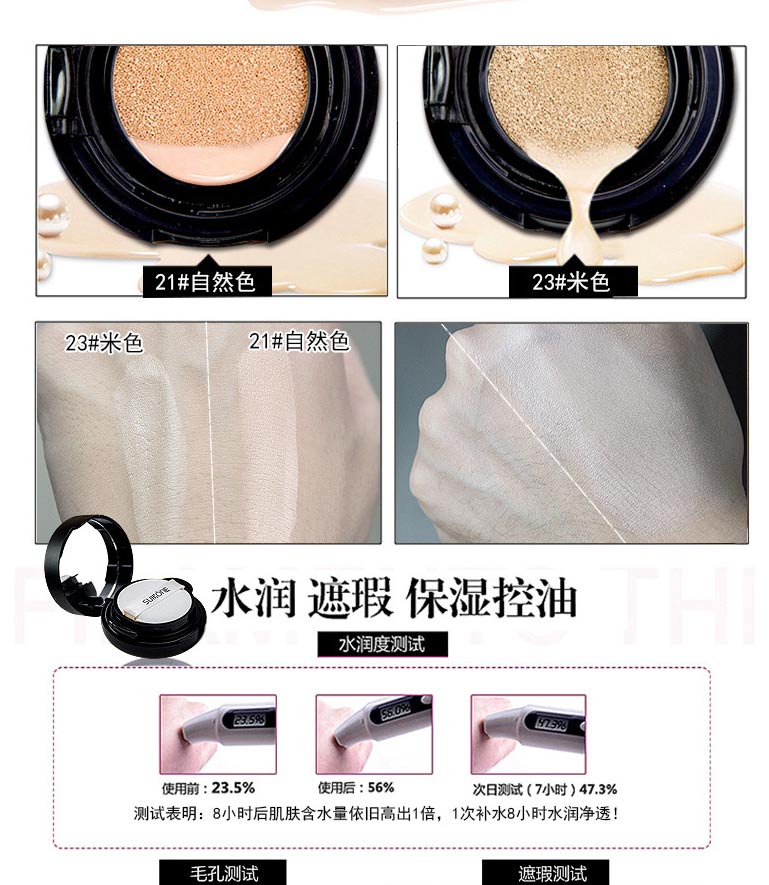 21#自然色
23#米色
23#米色
21#自然色
水润 遮瑕 保湿控油
水润度测试
23.5%
56.0%
47.3%
使用前：23.5%
使用后：56%
次日测试（7小时）47.3%
测试表明：8小时后肌肤含水量依旧高出1倍，1次补水8小时水润净透！
毛孔测试
遮瑕测试